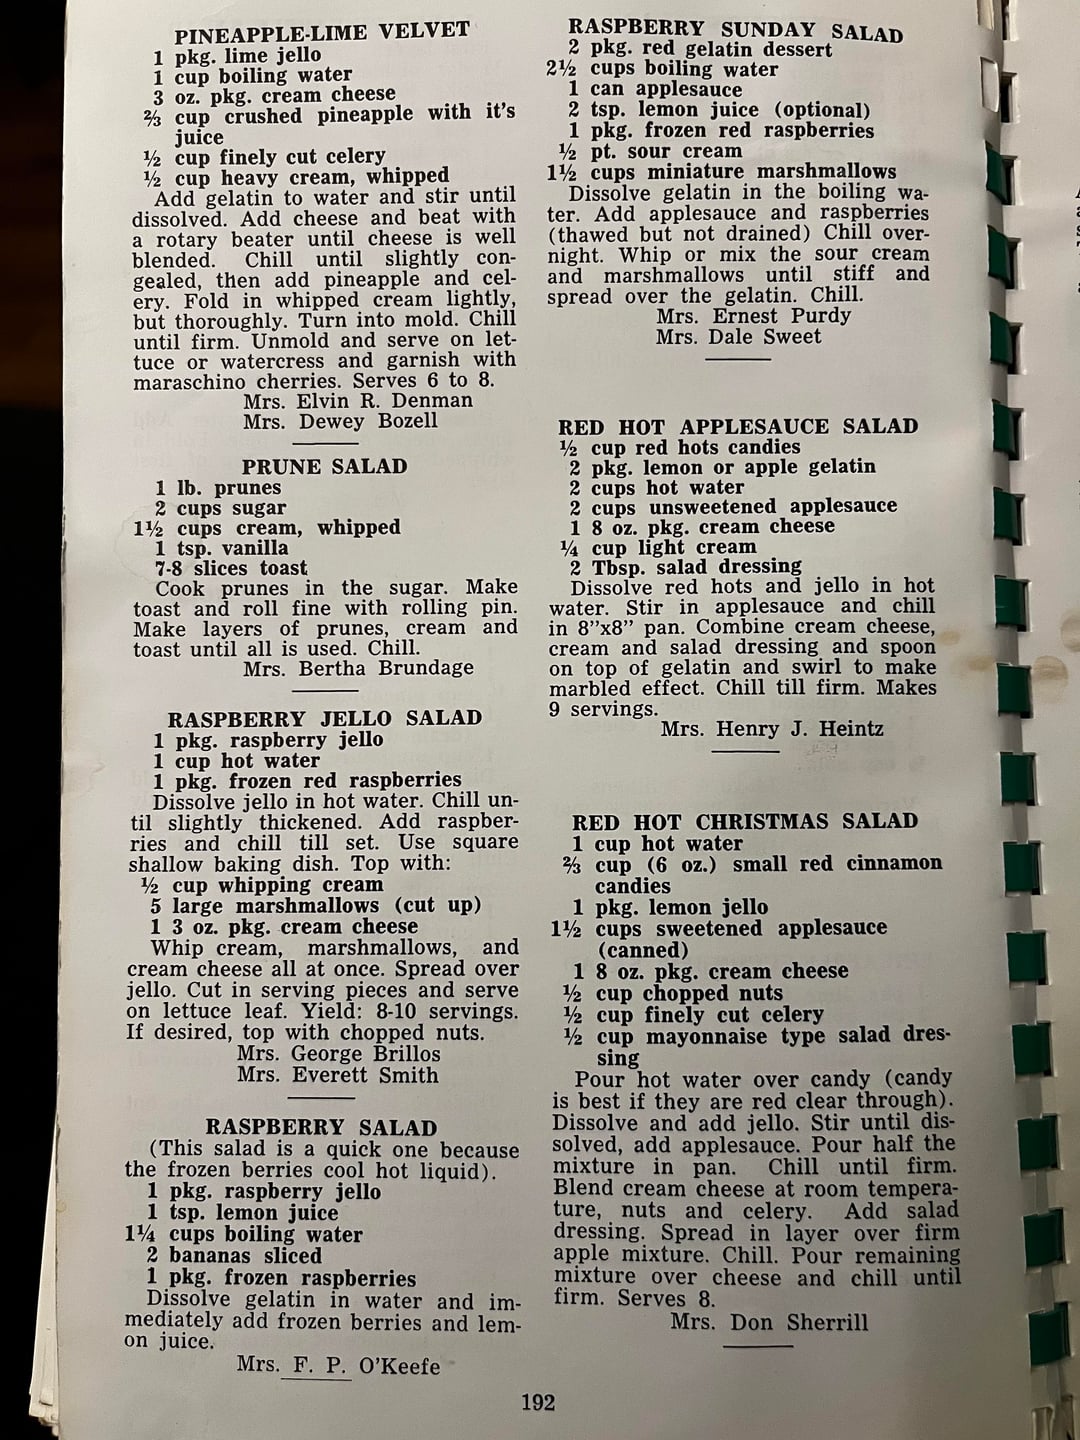 PINEAPPLE-LIME VELVET
1 pkg. lime jello
1 cup boiling water
3 oz. pkg. cream cheese
⅔ cup crushed pineapple with it's
juice
½ cup finely cut celery
½ cup heavy cream, whipped
Add gelatin to water and stir until
dissolved. Add cheese and beat with
a rotary beater until cheese is well
blended. Chill until slightly con-
gealed, then add pineapple and cel-
ery. Fold in whipped cream lightly,
but thoroughly. Turn into mold. Chill
until firm. Unmold and serve on let-
tuce or watercress and garnish with
maraschino cherries. Serves 6 to 8.
Mrs. Elvin R. Denman
Mrs. Dewey Bozell
PRUNE SALAD
1 lb. prunes
2 cups sugar
1½ cups cream, whipped
1 tsp. vanilla
7-8 slices toast
Cook prunes in the sugar. Make
toast and roll fine with rolling pin.
Make layers of prunes, cream and
toast until all is used. Chill.
Mrs. Bertha Brundage
RASPBERRY JELLO SALAD
1 pkg. raspberry jello
1 cup hot water
1 pkg. frozen red raspberries
Dissolve jello in hot water. Chill un-
til slightly thickened. Add raspber-
ries and chill till set. Use square
shallow baking dish. Top with:
½ cup whipping cream
5 large marshmallows (cut up)
1 3 oz. pkg. cream cheese
Whip cream, marshmallows, and
cream cheese all at once. Spread over
jello. Cut in serving pieces and serve
on lettuce leaf. Yield: 8-10 servings.
If desired, top with chopped nuts.
Mrs. George Brillos
Mrs. Everett Smith
RASPBERRY SALAD
(This salad is a quick one because
the frozen berries cool hot liquid).
1 pkg. raspberry jello
1 tsp. lemon juice
1¼ cups boiling water
2 bananas sliced
1 pkg. frozen raspberries
Dissolve gelatin in water and im-
mediately add frozen berries and lem-
on juice.
Mrs. F. P. O'Keefe
RASPBERRY SUNDAY SALAD
2 pkg. red gelatin dessert
2½ cups boiling water
1 can applesauce
2 tsp. lemon juice (optional)
1 pkg. frozen red raspberries
½ pt. sour cream
1½ cups miniature marshmallows
Dissolve gelatin in the boiling wa-
ter. Add applesauce and raspberries
(thawed but not drained) Chill over-
night. Whip or mix the sour cream
and marshmallows until stiff and
spread over the gelatin. Chill.
Mrs. Ernest Purdy
Mrs. Dale Sweet
RED HOT APPLESAUCE SALAD
½ cup red hots candies
2 pkg. lemon or apple gelatin
2 cups hot water
2 cups unsweetened applesauce
1 8 oz. pkg. cream cheese
¼ cup light cream
2 Tbsp. salad dressing
Dissolve red hots and jello in hot
water. Stir in applesauce and chill
in 8"x8" pan. Combine cream cheese,
cream and salad dressing and spoon
on top of gelatin and swirl to make
marbled effect. Chill till firm. Makes
9 servings.
Mrs. Henry J. Heintz
RED HOT CHRISTMAS SALAD
1 cup hot water
⅔ cup (6 oz.) small red cinnamon
candies
1 pkg. lemon jello
1½ cups sweetened applesauce
(canned)
1 8 oz. pkg. cream cheese
½ cup chopped nuts
½ cup finely cut celery
½ cup mayonnaise type salad dres-
sing
Pour hot water over candy (candy
is best if they are red clear through).
Dissolve and add jello. Stir until dis-
solved, add applesauce. Pour half the
mixture in pan. Chill until firm.
Blend cream cheese at room tempera-
ture, nuts and celery. Add salad
dressing. Spread in layer over firm
apple mixture. Chill. Pour remaining
mixture over cheese and chill until
firm. Serves 8.
Mrs. Don Sherrill
192